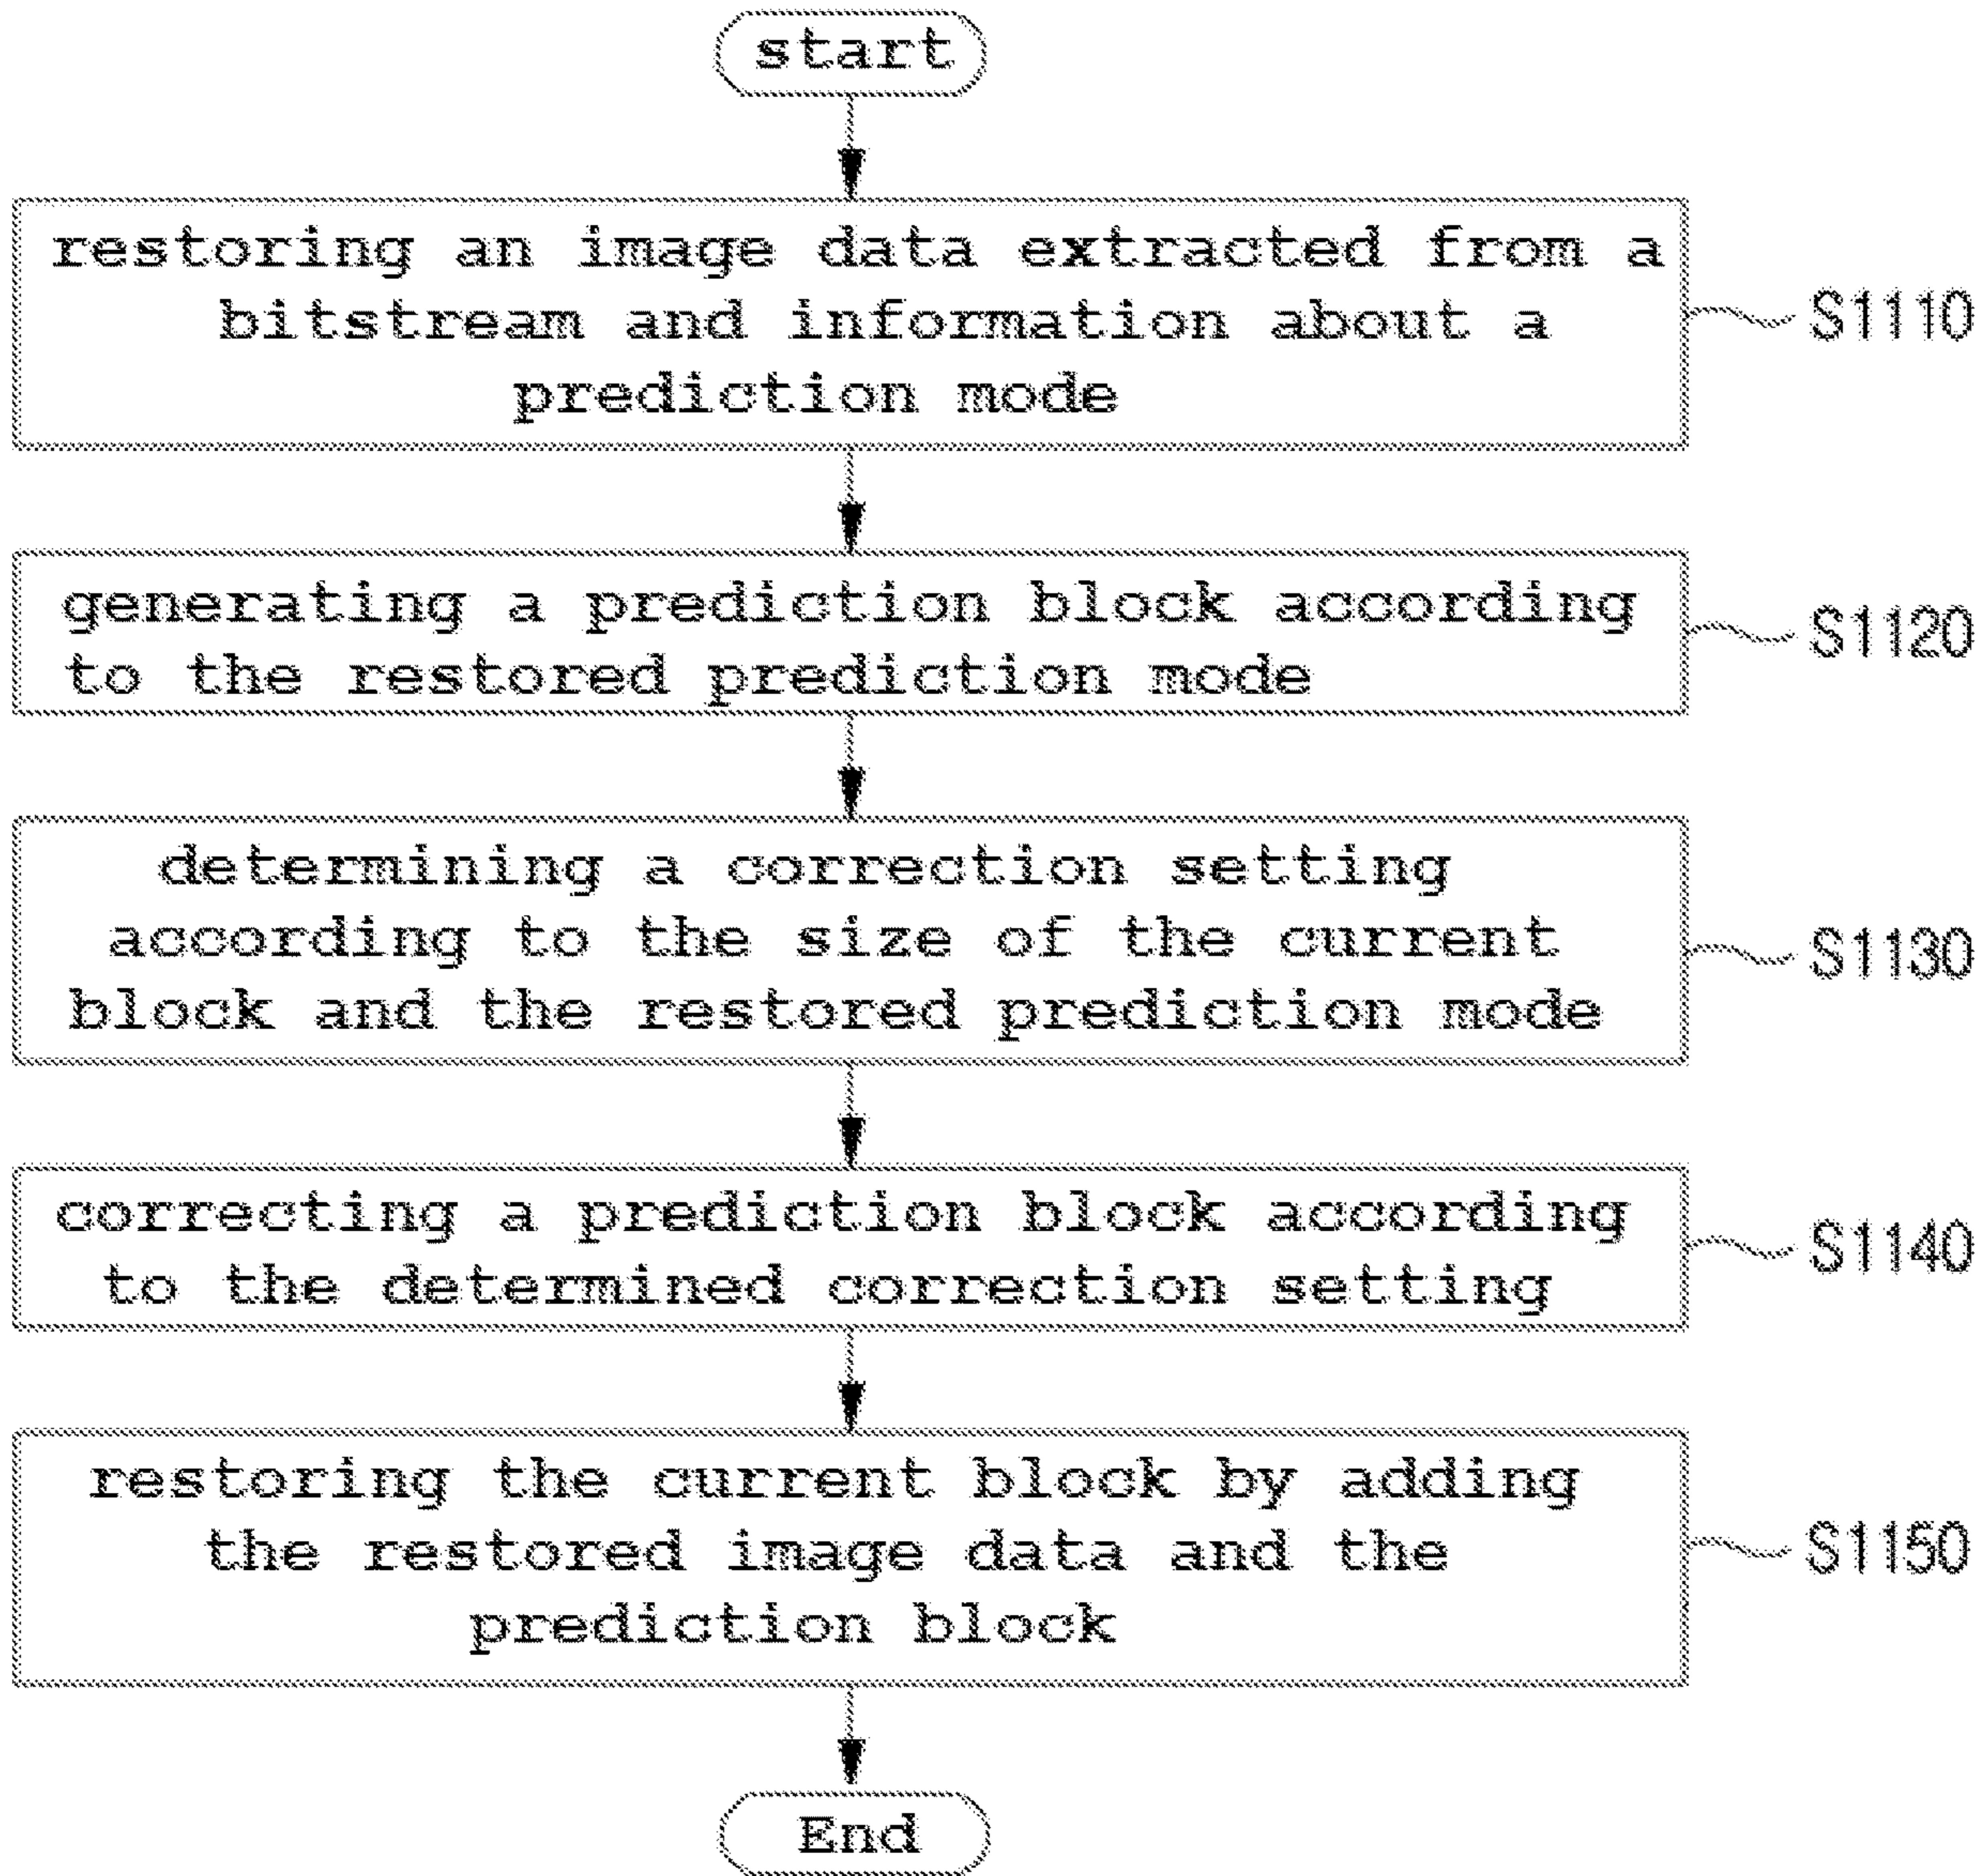 start
restoring an image data extracted from a
bitstream and information about a
prediction mode
S1110
generating a prediction block according
to the restored prediction mode
S1120
determining a correction setting
according to the size of the current
block and the restored prediction mode
S1130
correcting a prediction block according
to the determined correction setting
S1140
restoring the current block by adding
the restored image data and the
prediction block
S1150
End